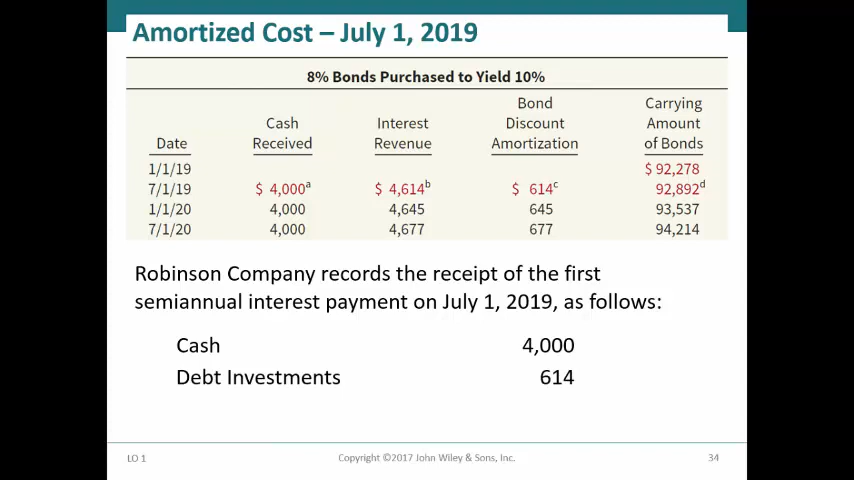 Amortized Cost – July 1, 2019
8% Bonds Purchased to Yield 10%
Date Cash Received Interest Revenue Bond Discount Amortization Carrying Amount of Bonds
1/1/19 $ 92,278
7/1/19 $ 4,000a $ 4,614b $ 614c 92,892d
1/1/20 4,000 4,645 645 93,537
7/1/20 4,000 4,677 677 94,214
Robinson Company records the receipt of the first
semiannual interest payment on July 1, 2019, as follows:
Cash 4,000
Debt Investments 614
LO 1 Copyright ©2017 John Wiley & Sons, Inc. 34